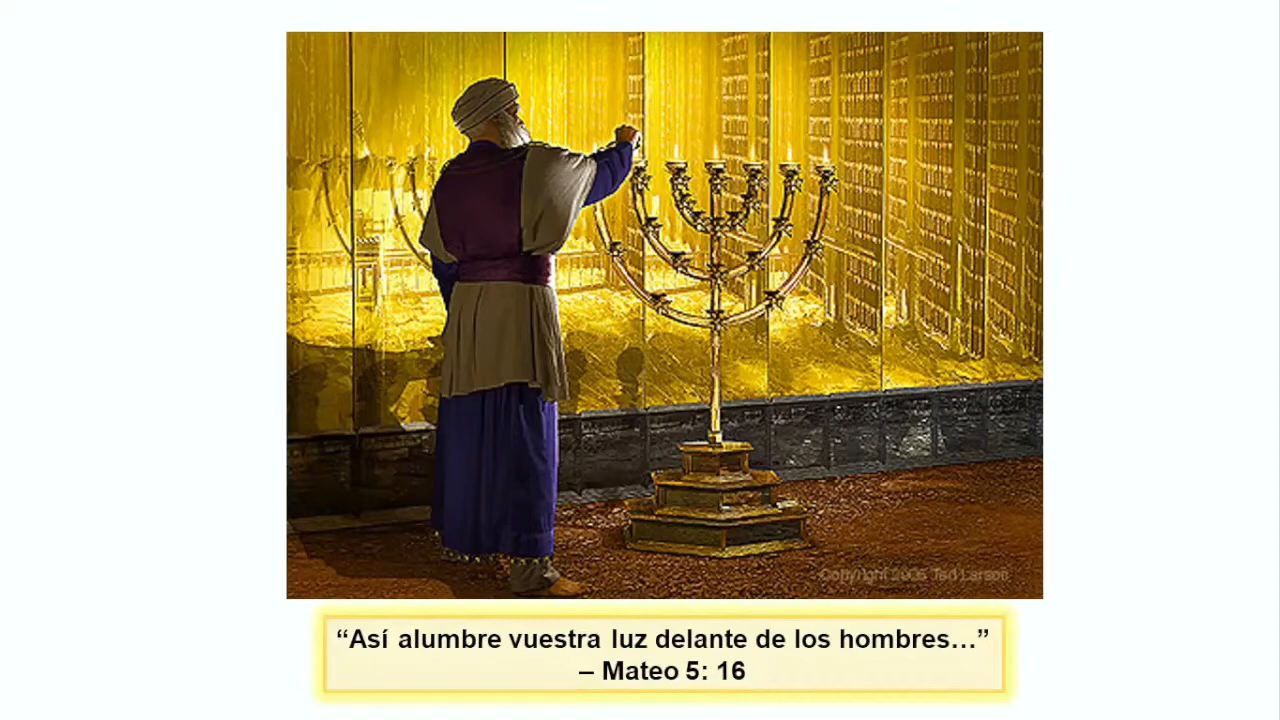 Copyright 2006 Ted Larson
“Así alumbre vuestra luz delante de los hombres…”
– Mateo 5: 16